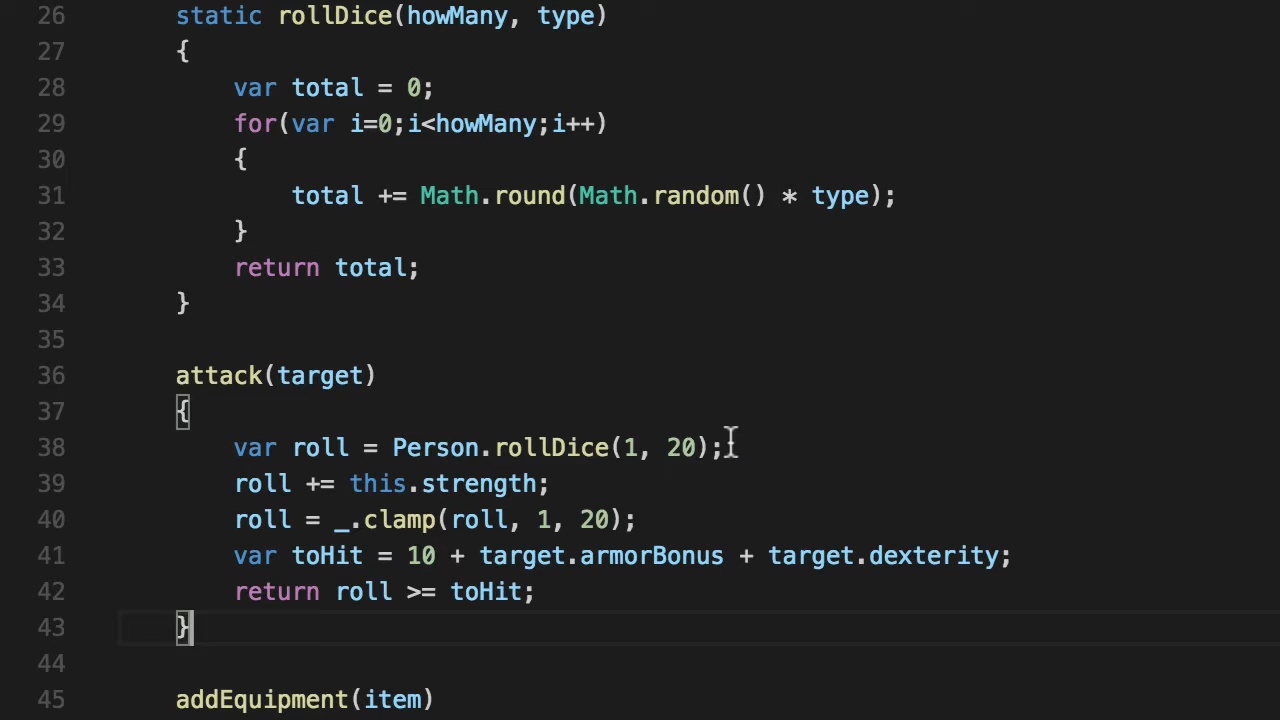 26 static rollDice(howMany, type)
27 {
28 var total = 0;
29 for(var i=0;i<howMany;i++)
30 {
31 total += Math.round(Math.random() * type);
32 }
33 return total;
34 }
35
36 attack(target)
37 {
38 var roll = Person.rollDice(1, 20);
39 roll += this.strength;
40 roll = _.clamp(roll, 1, 20);
41 var toHit = 10 + target.armorBonus + target.dexterity;
42 return roll >= toHit;
43 }
44
45 addEquipment(item)